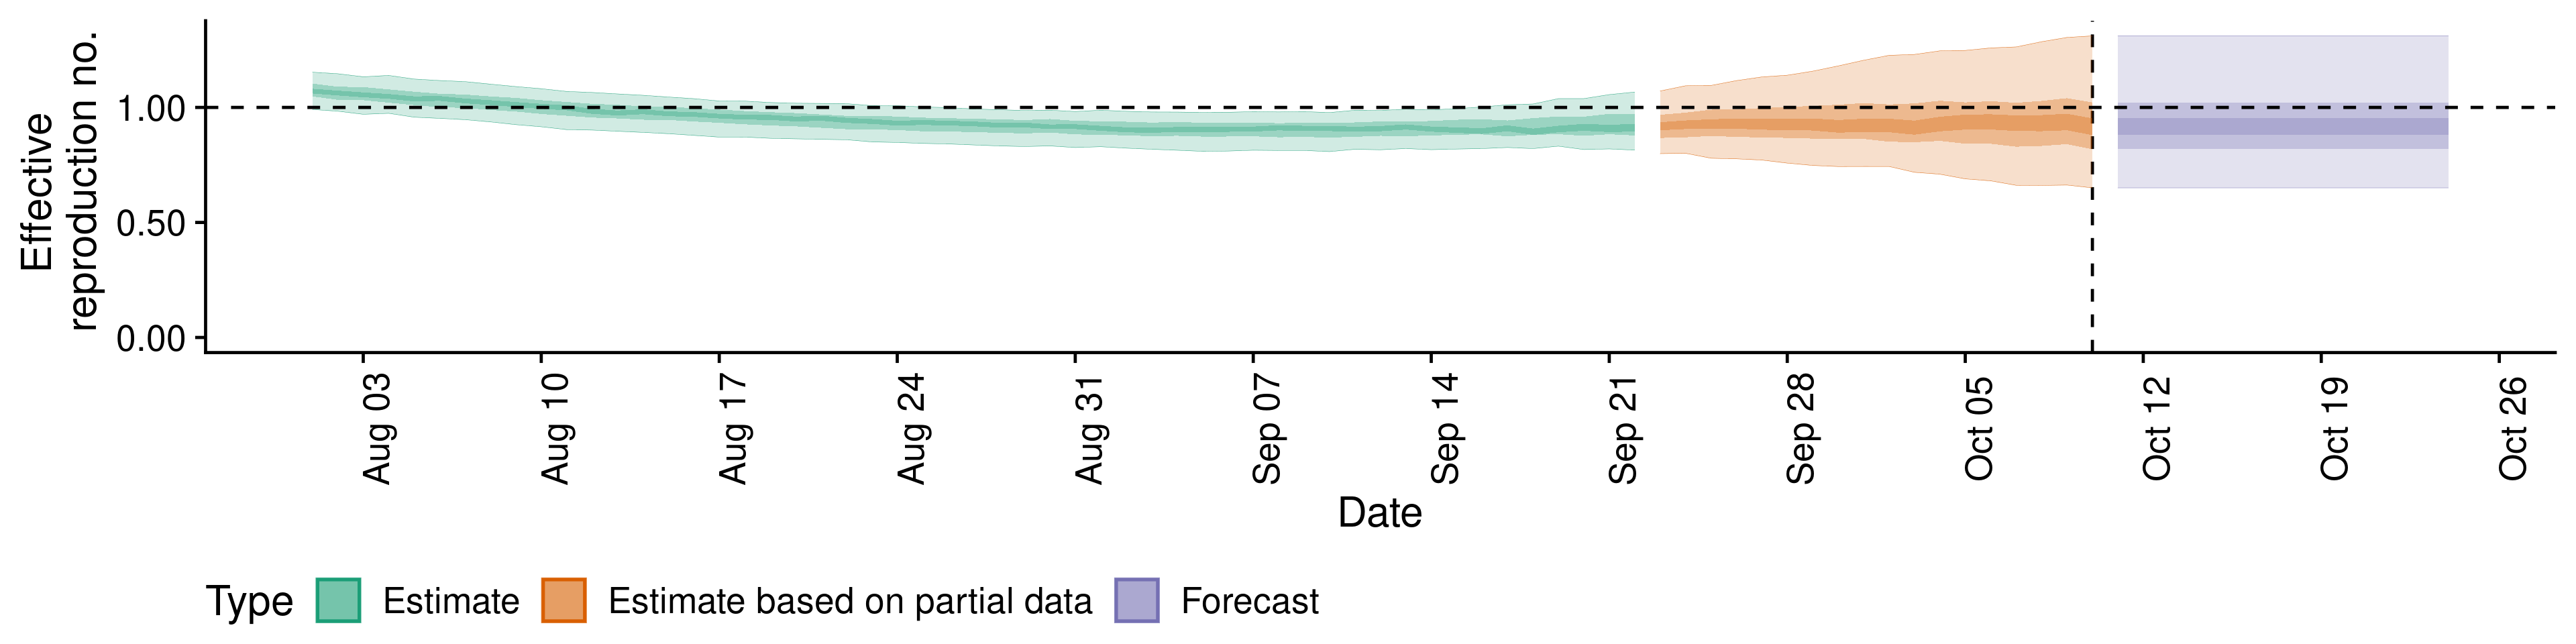 Effective
reproduction no.
1.00
0.50
0.00
Aug 03
Aug 10
Aug 17
Aug 24
Aug 31
Sep 07
Sep 14
Sep 21
Sep 28
Oct 05
Oct 12
Oct 19
Oct 26
Date
Type Estimate Estimate based on partial data Forecast